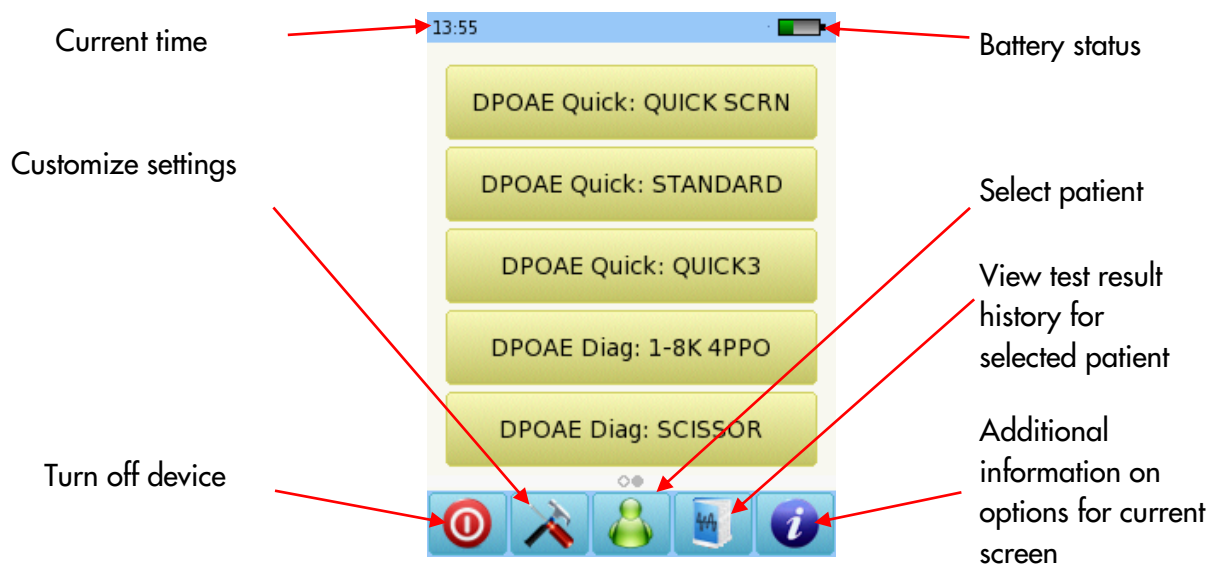 Current time
13:55
Battery status
DPOAE Quick: QUICK SCRN
Customize settings
DPOAE Quick: STANDARD
Select patient
DPOAE Quick: QUICK3
View test result
history for
selected patient
DPOAE Diag: 1-8K 4PPO
DPOAE Diag: SCISSOR
Turn off device
Additional
information on
options for current
screen